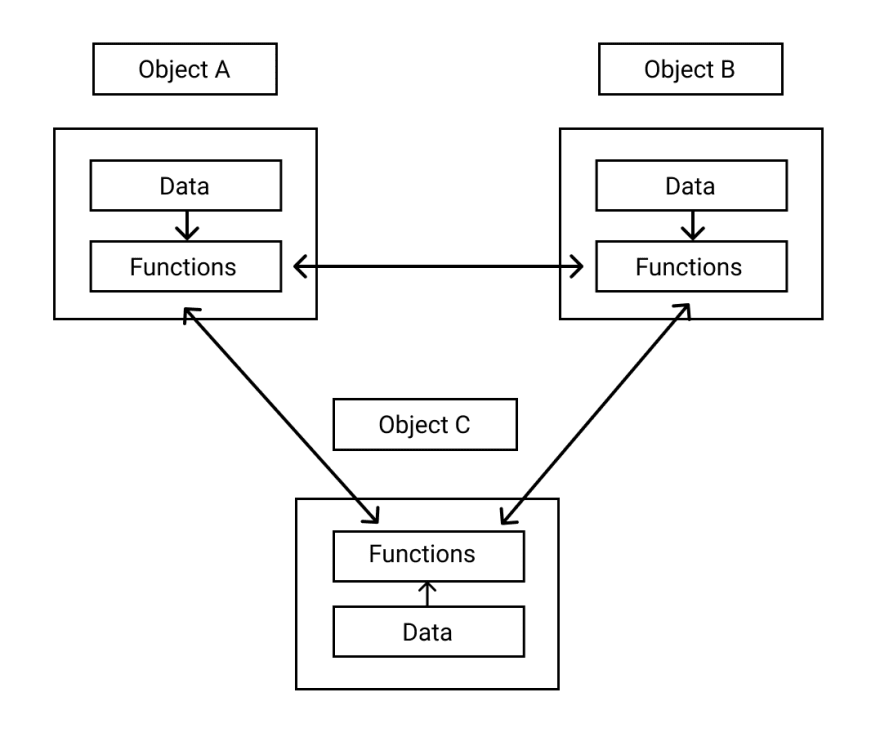 Object A
Object B
Data
Functions
Data
Functions
Object C
Functions
Data